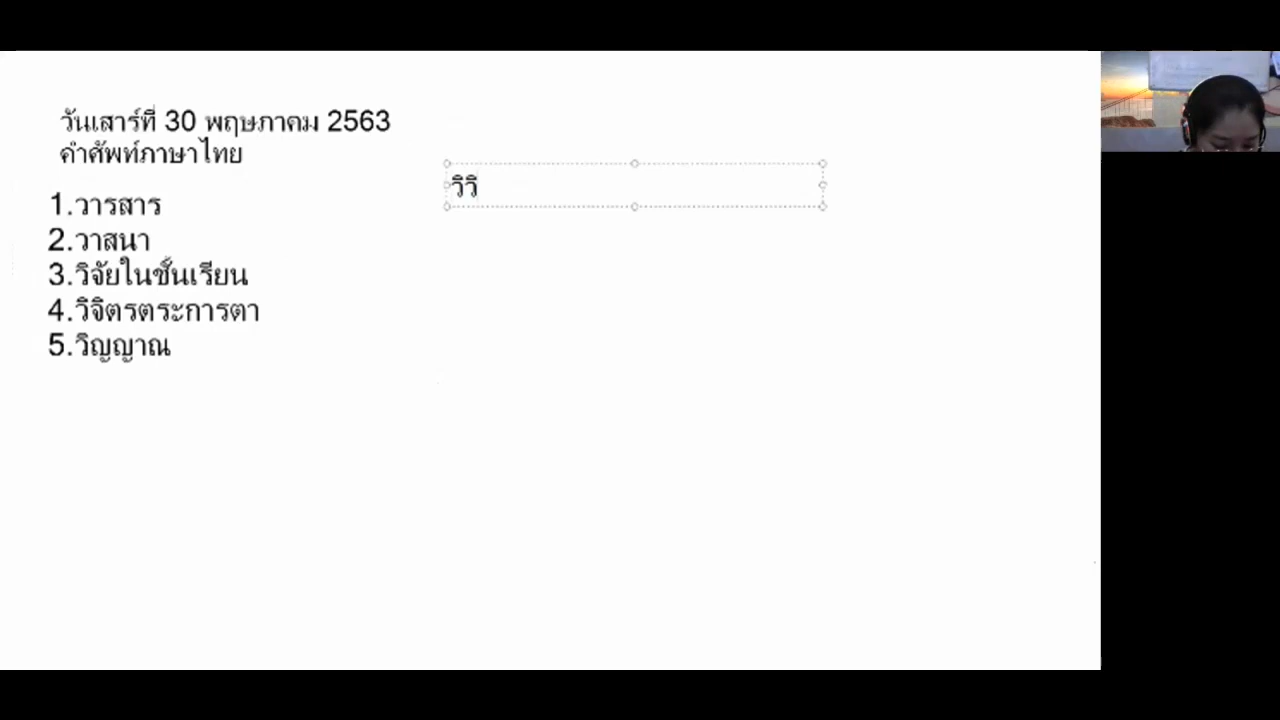 วันเสาร์ที่ 30 พฤษภาคม 2563
คำศัพท์ภาษาไทย
1.วารสาร
2.วาสนา
3.วิจัยในชั้นเรียน
4.วิจิตรตระการตา
5.วิญญาณ
วิวิ